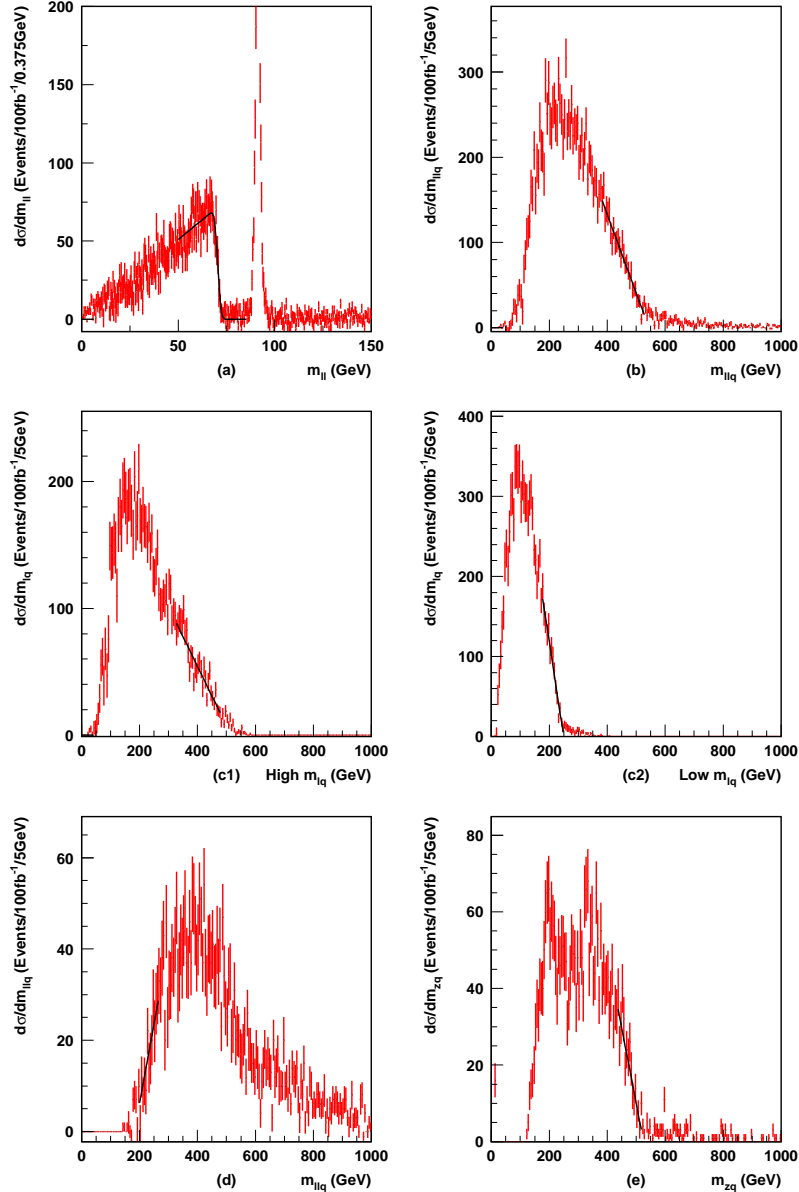 dσ/dm_ll (Events/100fb⁻¹/0.375GeV)
200
150
100
50
0
0 50 100 150
(a) m_ll (GeV)
dσ/dm_llq (Events/100fb⁻¹/5GeV)
300
200
100
0
0 200 400 600 800 1000
(b) m_llq (GeV)
dσ/dm_lq (Events/100fb⁻¹/5GeV)
200
100
0
0 200 400 600 800 1000
(c1) High m_lq (GeV)
dσ/dm_lq (Events/100fb⁻¹/5GeV)
400
300
200
100
0
0 200 400 600 800 1000
(c2) Low m_lq (GeV)
dσ/dm_llq (Events/100fb⁻¹/5GeV)
60
40
20
0
0 200 400 600 800 1000
(d) m_llq (GeV)
dσ/dm_zq (Events/100fb⁻¹/5GeV)
80
60
40
20
0
0 200 400 600 800 1000
(e) m_zq (GeV)